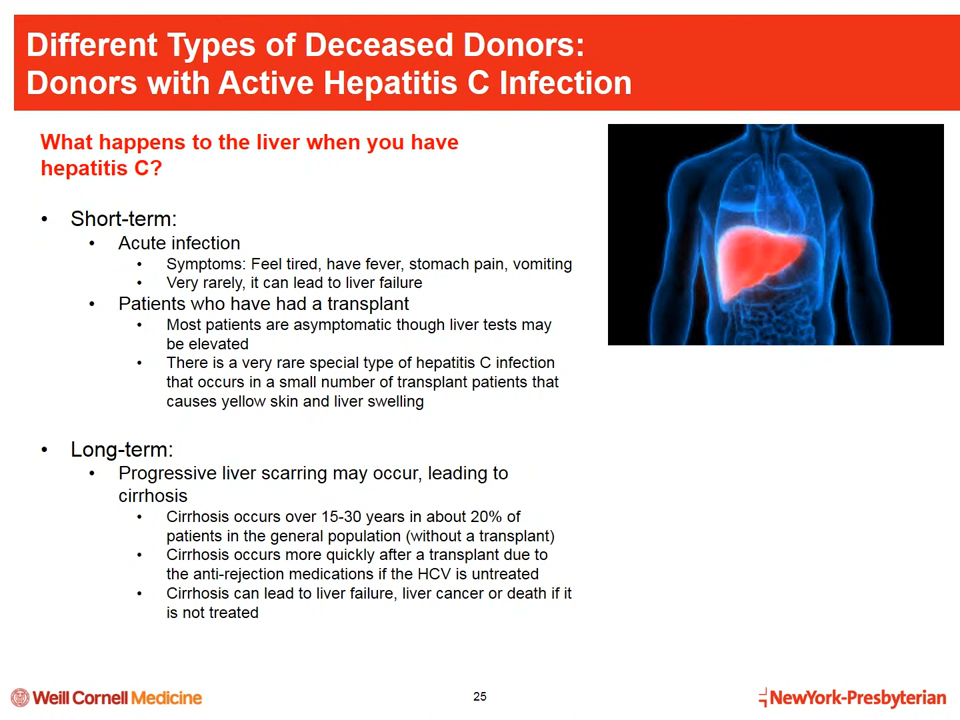 Different Types of Deceased Donors:
Donors with Active Hepatitis C Infection
What happens to the liver when you have
hepatitis C?
• Short-term:
• Acute infection
• Symptoms: Feel tired, have fever, stomach pain, vomiting
• Very rarely, it can lead to liver failure
• Patients who have had a transplant
• Most patients are asymptomatic though liver tests may
be elevated
• There is a very rare special type of hepatitis C infection
that occurs in a small number of transplant patients that
causes yellow skin and liver swelling
• Long-term:
• Progressive liver scarring may occur, leading to
cirrhosis
• Cirrhosis occurs over 15-30 years in about 20% of
patients in the general population (without a transplant)
• Cirrhosis occurs more quickly after a transplant due to
the anti-rejection medications if the HCV is untreated
• Cirrhosis can lead to liver failure, liver cancer or death if it
is not treated
Weill Cornell Medicine
25
NewYork-Presbyterian